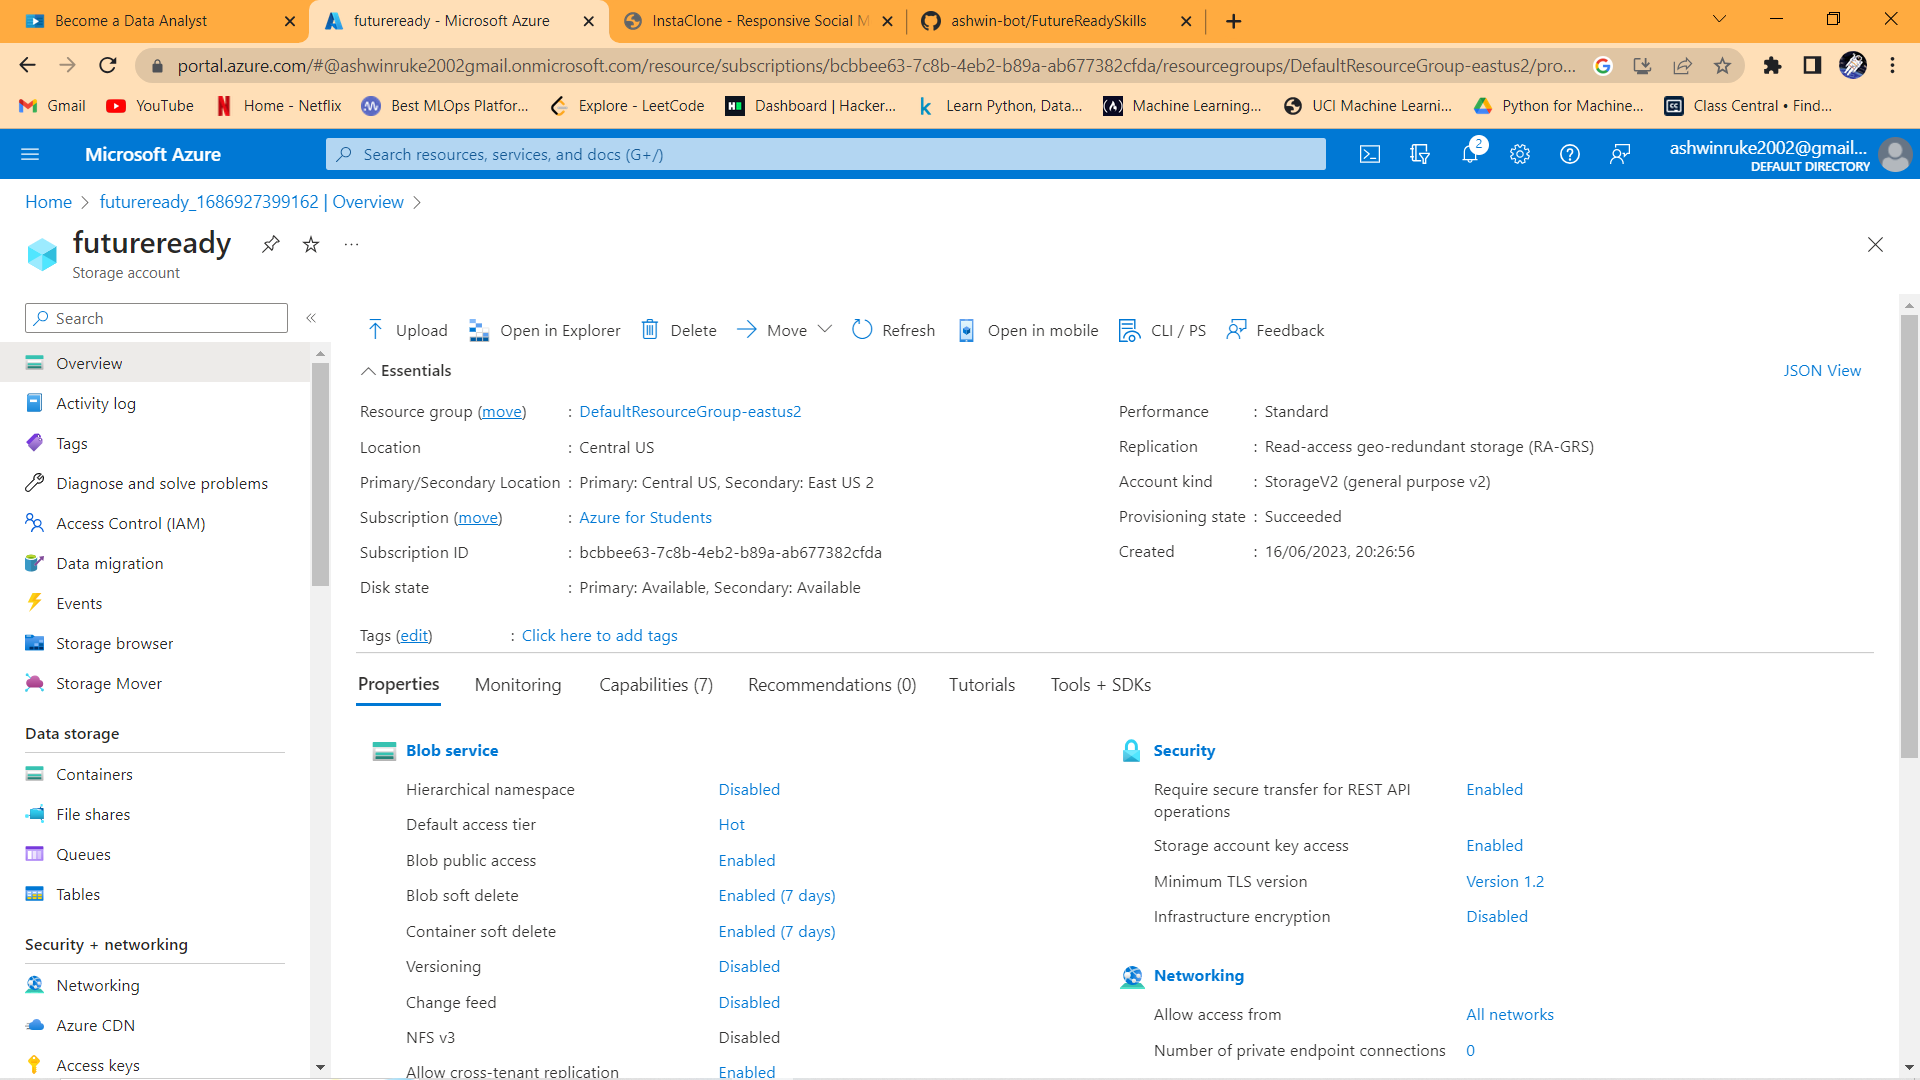 Become a Data Analyst
futureready - Microsoft Azure
InstaClone - Responsive Social M
ashwin-bot/FutureReadySkills
portal.azure.com/#@ashwinruke2002gmail.onmicrosoft.com/resource/subscriptions/bcbbee63-7c8b-4eb2-b89a-ab677382cfda/resourcegroups/DefaultResourceGroup-eastus2/pro...
Gmail
YouTube
Home - Netflix
Best MLOps Platfor...
Explore - LeetCode
Dashboard | Hacker...
Learn Python, Data...
Machine Learning...
UCI Machine Learni...
Python for Machine...
Class Central • Find...
Microsoft Azure
Search resources, services, and docs (G+/)
2
ashwinruke2002@gmail....
DEFAULT DIRECTORY
Home > futureready_1686927399162 | Overview >
futureready
Storage account
Search
Overview
Activity log
Tags
Diagnose and solve problems
Access Control (IAM)
Data migration
Events
Storage browser
Storage Mover
Data storage
Containers
File shares
Queues
Tables
Security + networking
Networking
Azure CDN
Access keys
Upload
Open in Explorer
Delete
Move
Refresh
Open in mobile
CLI / PS
Feedback
Essentials
JSON View
Resource group (move) : DefaultResourceGroup-eastus2
Location : Central US
Primary/Secondary Location : Primary: Central US, Secondary: East US 2
Subscription (move) : Azure for Students
Subscription ID : bcbbee63-7c8b-4eb2-b89a-ab677382cfda
Disk state : Primary: Available, Secondary: Available
Performance : Standard
Replication : Read-access geo-redundant storage (RA-GRS)
Account kind : StorageV2 (general purpose v2)
Provisioning state : Succeeded
Created : 16/06/2023, 20:26:56
Tags (edit) : Click here to add tags
Properties
Monitoring
Capabilities (7)
Recommendations (0)
Tutorials
Tools + SDKs
Blob service
Hierarchical namespace Disabled
Default access tier Hot
Blob public access Enabled
Blob soft delete Enabled (7 days)
Container soft delete Enabled (7 days)
Versioning Disabled
Change feed Disabled
NFS v3 Disabled
Allow cross-tenant replication Enabled
Security
Require secure transfer for REST API Enabled
operations
Storage account key access Enabled
Minimum TLS version Version 1.2
Infrastructure encryption Disabled
Networking
Allow access from All networks
Number of private endpoint connections 0